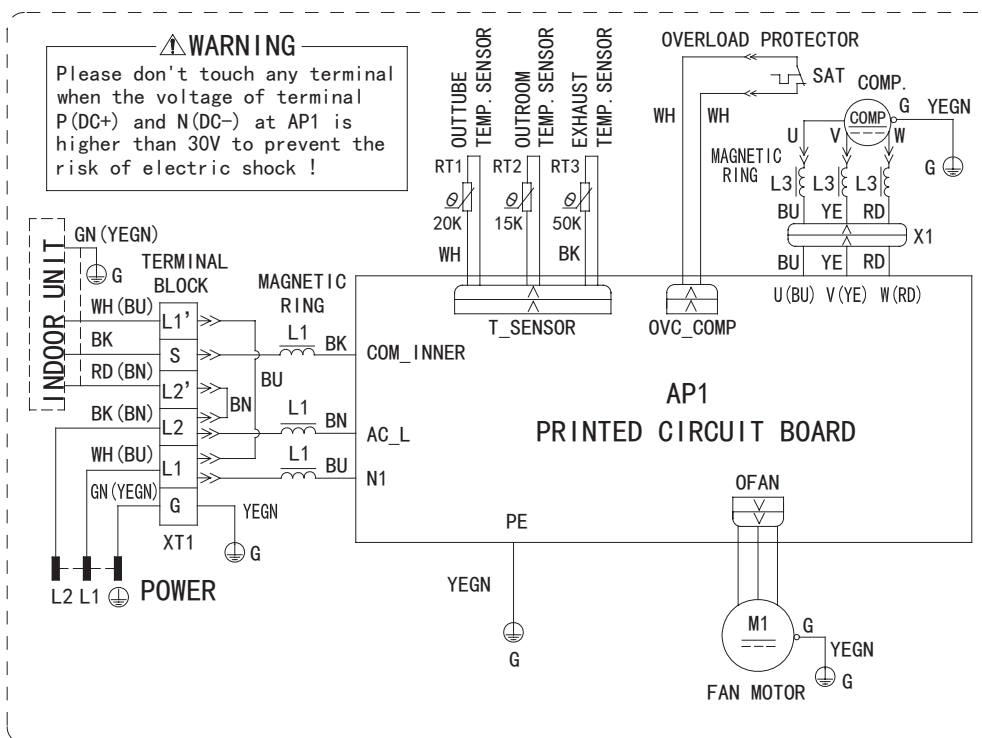 ⚠WARNING
Please don't touch any terminal
when the voltage of terminal
P(DC+) and N(DC-) at AP1 is
higher than 30V to prevent the
risk of electric shock !
OUTTUBE
TEMP. SENSOR
OUTROOM
TEMP. SENSOR
EXHAUST
TEMP. SENSOR
RT1
RT2
RT3
θ
θ
θ
20K
15K
50K
WH
BK
T_SENSOR
OVERLOAD PROTECTOR
SAT
WH
WH
OVC_COMP
COMP.
COMP
G
YEGN
G
U
V
W
MAGNETIC
RING
L3
L3
L3
BU
YE
RD
X1
BU
YE
RD
U(BU)
V(YE)
W(RD)
INDOOR UNIT
GN(YEGN)
G
TERMINAL
BLOCK
WH(BU)
L1'
BK
S
RD(BN)
L2'
BK(BN)
L2
WH(BU)
L1
GN(YEGN)
G
XT1
YEGN
G
BU
BN
MAGNETIC
RING
L1
BK
COM_INNER
L1
BN
AC_L
L1
BU
N1
AP1
PRINTED CIRCUIT BOARD
L2
L1
POWER
PE
YEGN
G
OFAN
M1
G
YEGN
G
FAN MOTOR